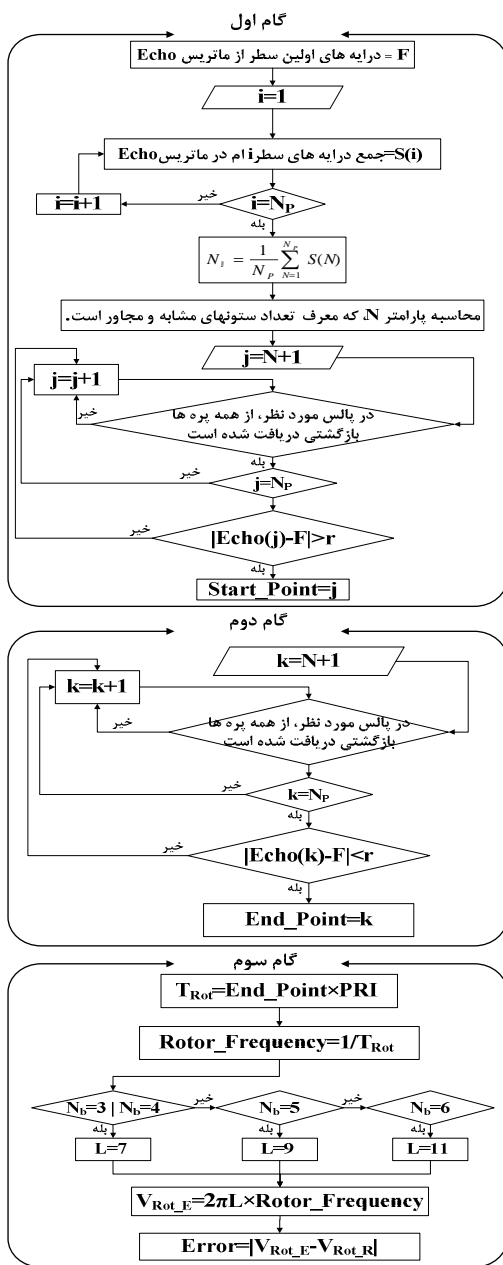 گام اول
F = درایه های اولین سطر از ماتریس Echo
i=1
S(i)=جمع درایه های سطر i ام در ماتریس Echo
i=i+1
خیر
i=N_P
بله
N_s = \frac{1}{N_P} \sum_{N=1}^{N_P} S(N)
محاسبه پارامتر N، که معرف تعداد ستونهای مشابه و مجاور است.
j=N+1
j=j+1
خیر
در پالس مورد نظر، از همه پره ها
بازگشتی دریافت شده است
بله
خیر
j=N_P
بله
خیر
|Echo(j)-F|>r
بله
Start_Point=j
گام دوم
k=N+1
k=k+1
خیر
در پالس مورد نظر، از همه پره ها
بازگشتی دریافت شده است
بله
خیر
k=N_P
بله
خیر
|Echo(k)-F|<r
بله
End_Point=k
گام سوم
T_Rot=End_Point×PRI
Rotor_Frequency=1/T_Rot
N_b=3 | N_b=4
خیر
N_b=5
خیر
N_b=6
بله
بله
بله
L=7
L=9
L=11
V_Rot_E=2πL×Rotor_Frequency
Error=|V_Rot_E-V_Rot_R|